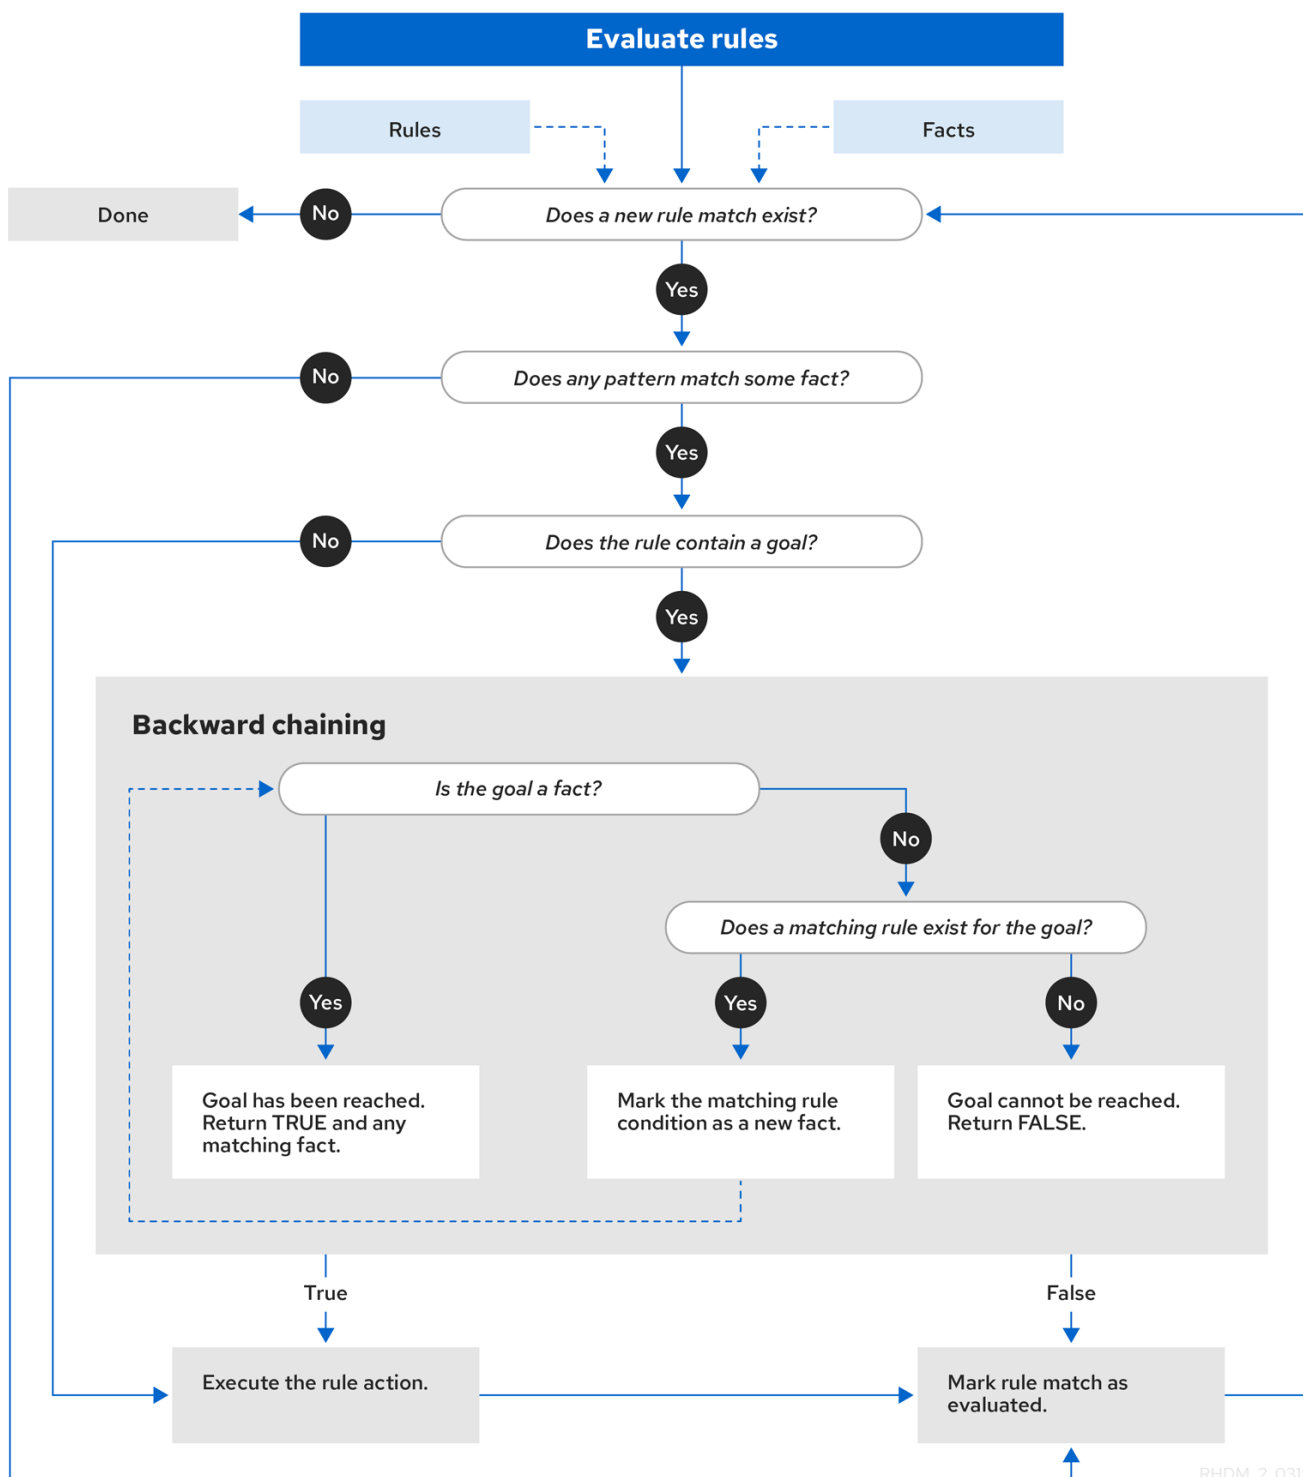 Evaluate rules
Rules
Facts
Done
No
Does a new rule match exist?
Yes
No
Does any pattern match some fact?
Yes
No
Does the rule contain a goal?
Yes
Backward chaining
Is the goal a fact?
No
Does a matching rule exist for the goal?
Yes
Yes
No
Goal has been reached.
Return TRUE and any
matching fact.
Mark the matching rule
condition as a new fact.
Goal cannot be reached.
Return FALSE.
True
False
Execute the rule action.
Mark rule match as
evaluated.